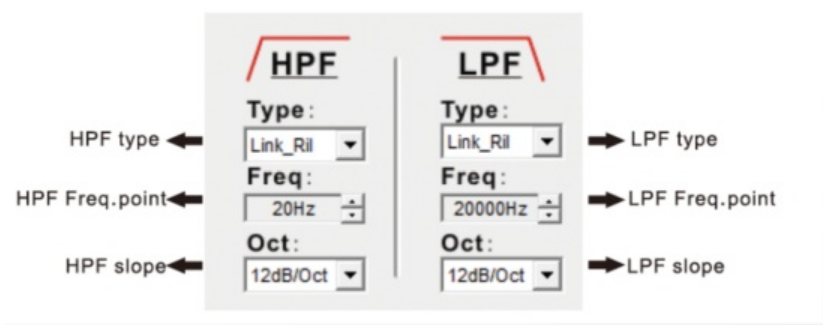 HPF LPF
Type: Type:
HPF type Link_Ril Link_Ril LPF type
Freq: Freq:
HPF Freq.point 20Hz 20000Hz LPF Freq.point
Oct: Oct:
HPF slope 12dB/Oct 12dB/Oct LPF slope